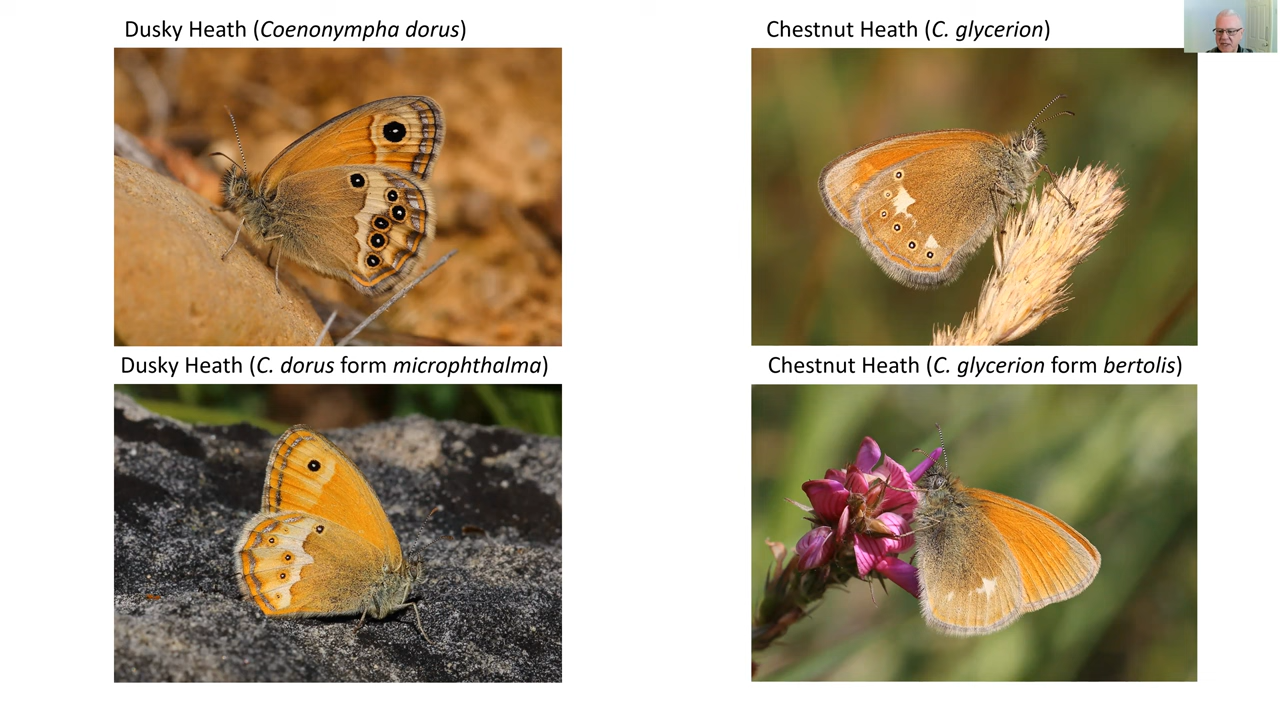 Dusky Heath (Coenonympha dorus)
Chestnut Heath (C. glycerion)
Dusky Heath (C. dorus form microphthalma)
Chestnut Heath (C. glycerion form bertolis)